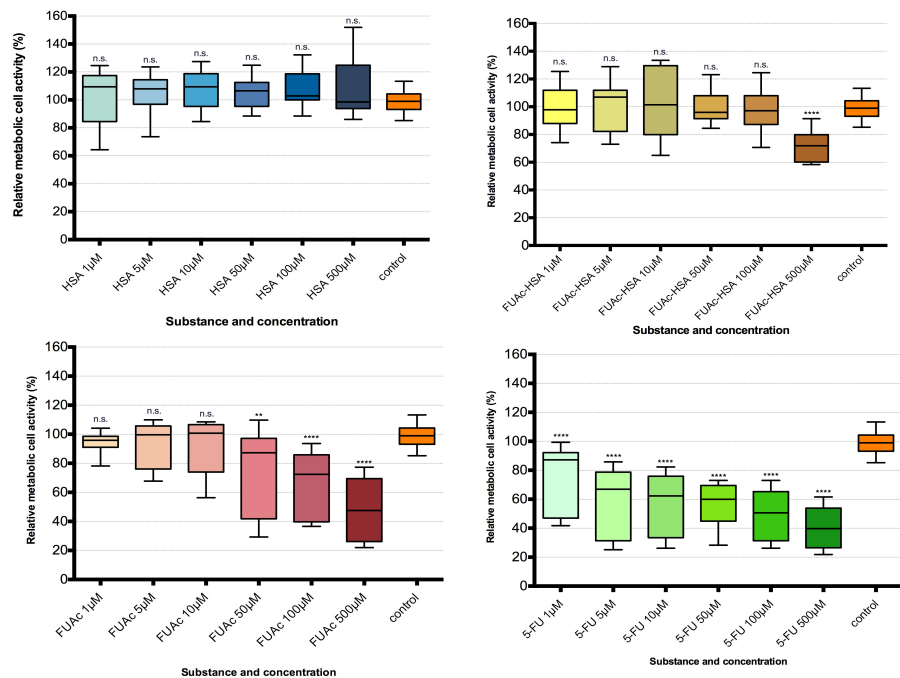 160
140
120
100
80
60
40
20
0
Relative metabolic cell activity (%)
n.s.
n.s.
n.s.
n.s.
n.s.
n.s.
HSA 1µM
HSA 5µM
HSA 10µM
HSA 50µM
HSA 100µM
HSA 500µM
control
Substance and concentration
160
140
120
100
80
60
40
20
0
Relative metabolic cell activity (%)
n.s.
n.s.
n.s.
n.s.
n.s.
****
FUAc-HSA 1µM
FUAc-HSA 5µM
FUAc-HSA 10µM
FUAc-HSA 50µM
FUAc-HSA 100µM
FUAc-HSA 500µM
control
Substance and concentration
160
140
120
100
80
60
40
20
0
Relative metabolic cell activity (%)
n.s.
n.s.
n.s.
**
****
****
FUAc 1µM
FUAc 5µM
FUAc 10µM
FUAc 50µM
FUAc 100µM
FUAc 500µM
control
Substance and concentration
160
140
120
100
80
60
40
20
0
Relative metabolic cell activity (%)
****
****
****
****
****
****
5-FU 1µM
5-FU 5µM
5-FU 10µM
5-FU 50µM
5-FU 100µM
5-FU 500µM
control
Substance and concentration